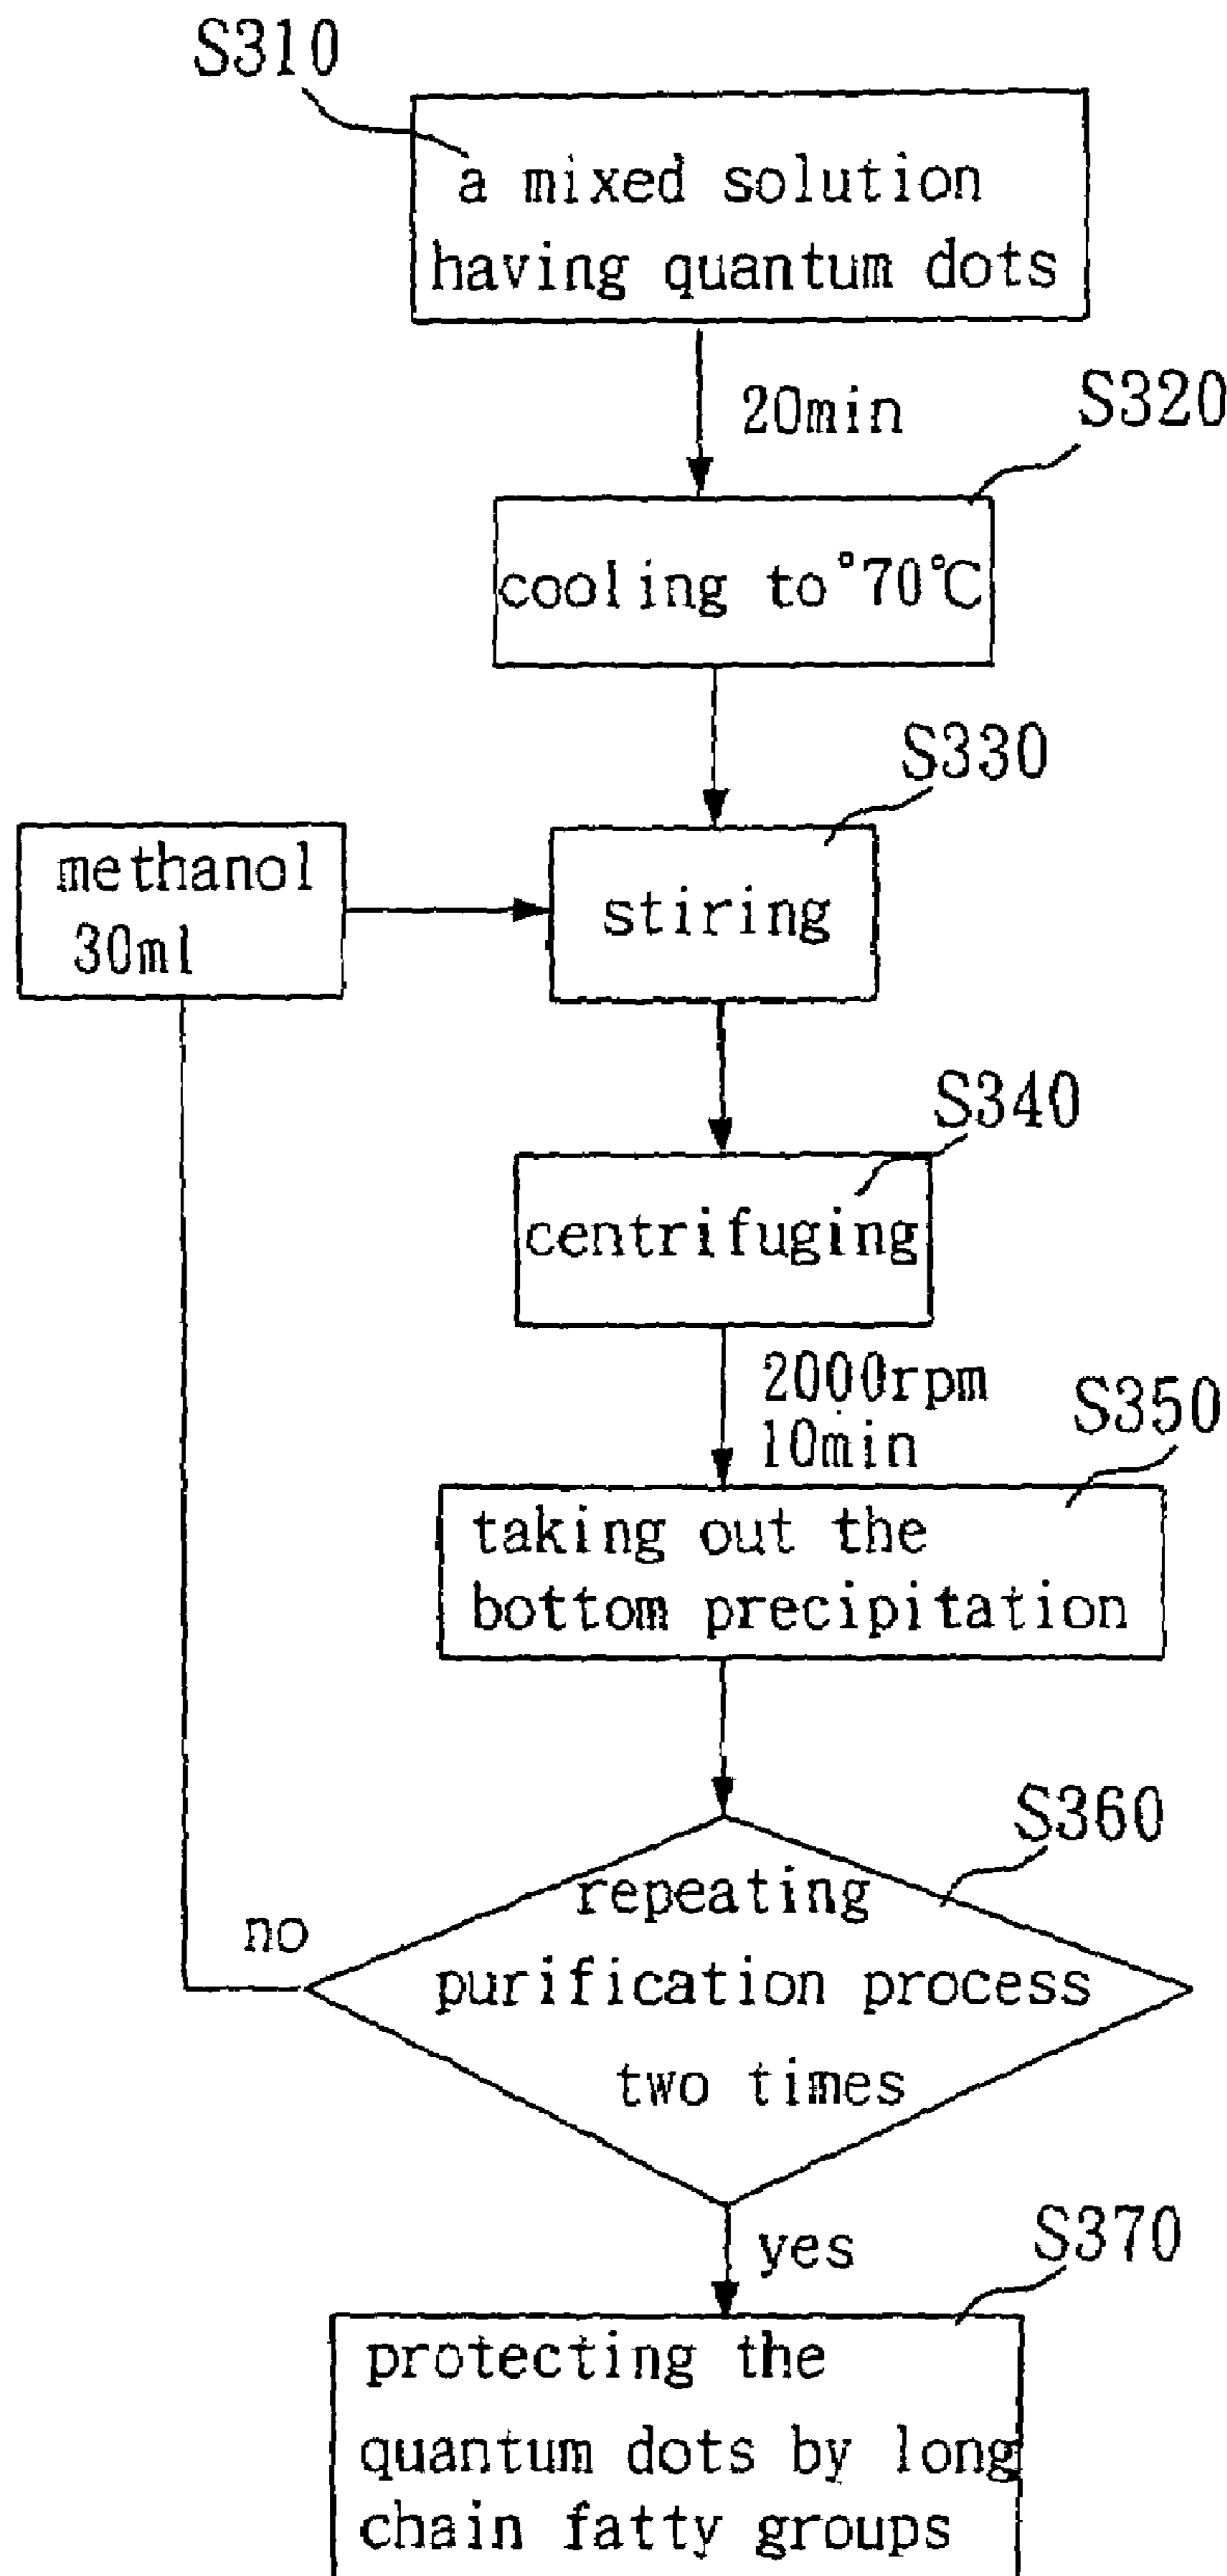 S310
a mixed solution
having quantum dots
20min
S320
cooling to °70℃
S330
methanol
30ml
stiring
S340
centrifuging
2000rpm
10min
S350
taking out the
bottom precipitation
S360
repeating
purification process
two times
no
yes
S370
protecting the
quantum dots by long
chain fatty groups